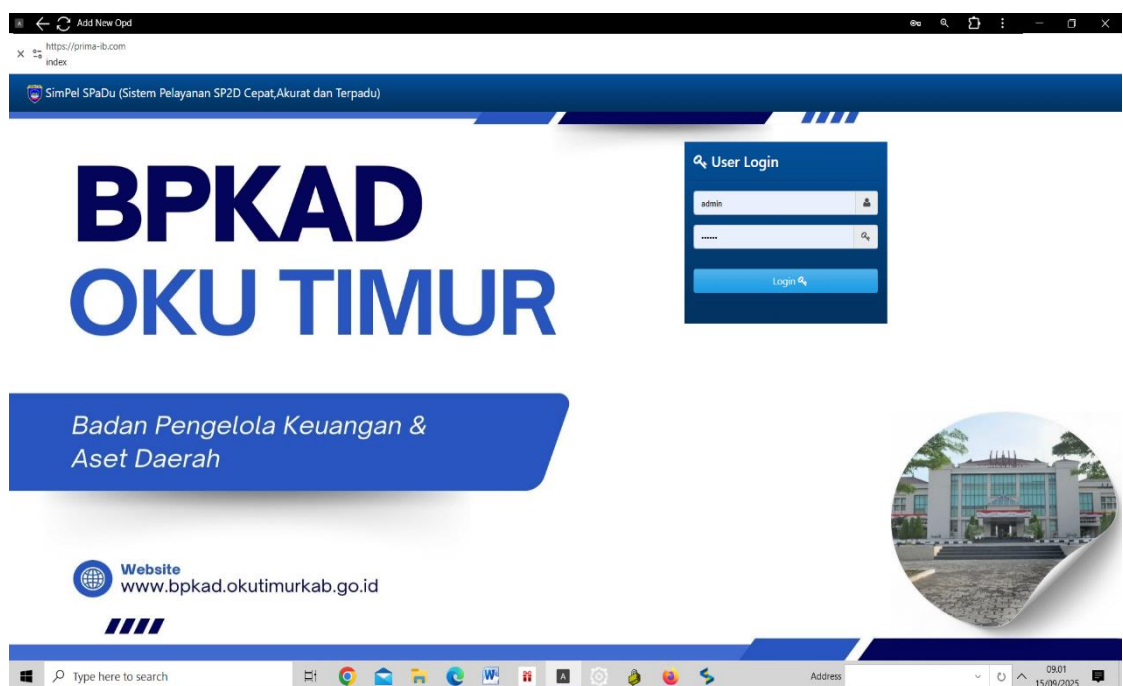 Add New Opd
https://prima-ib.com
index
SimPel SPaDu (Sistem Pelayanan SP2D Cepat,Akurat dan Terpadu)
BPKAD
OKU TIMUR
User Login
admin
Login
Badan Pengelola Keuangan &
Aset Daerah
Website
www.bpkad.okutimurkab.go.id
Type here to search
Address
09.01
15/09/2025